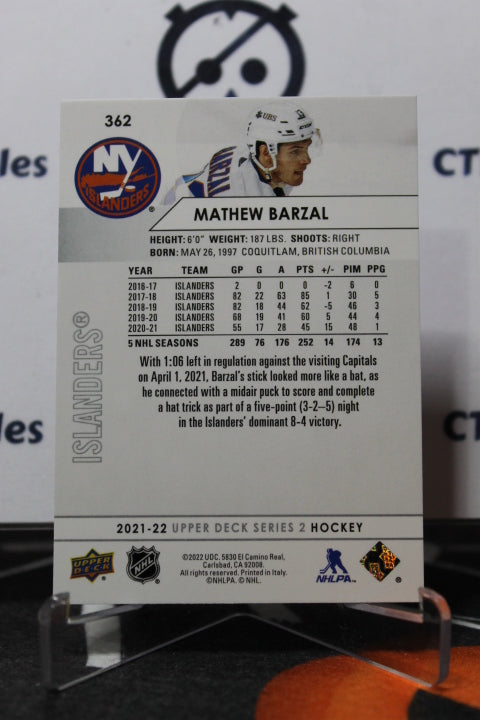 362
NY
ISLANDERS
®
UBS
MATHEW BARZAL
HEIGHT: 6'0" WEIGHT: 187 LBS. SHOOTS: RIGHT
BORN: MAY 26, 1997 COQUITLAM, BRITISH COLUMBIA
YEAR TEAM GP G A PTS +/- PIM PPG
2016-17 ISLANDERS 2 0 0 0 -2 6 0
2017-18 ISLANDERS 82 22 63 85 1 30 5
2018-19 ISLANDERS 82 18 44 62 -5 46 3
2019-20 ISLANDERS 68 19 41 60 5 44 4
2020-21 ISLANDERS 55 17 28 45 15 48 1
5 NHL SEASONS 289 76 176 252 14 174 13
With 1:06 left in regulation against the visiting Capitals
on April 1, 2021, Barzal's stick looked more like a bat, as
he connected with a midair puck to score and complete
a hat trick as part of a five-point (3-2—5) night
in the Islanders' dominant 8-4 victory.
ISLANDERS®
2021-22 UPPER DECK SERIES 2 HOCKEY
UPPER
DECK
NHL
©2022 UDC. 5830 El Camino Real,
Carlsbad, CA 92008.
All rights reserved. Printed in Italy.
©NHLPA. © NHL.
NHLPA
®
bles
CT
les
CT